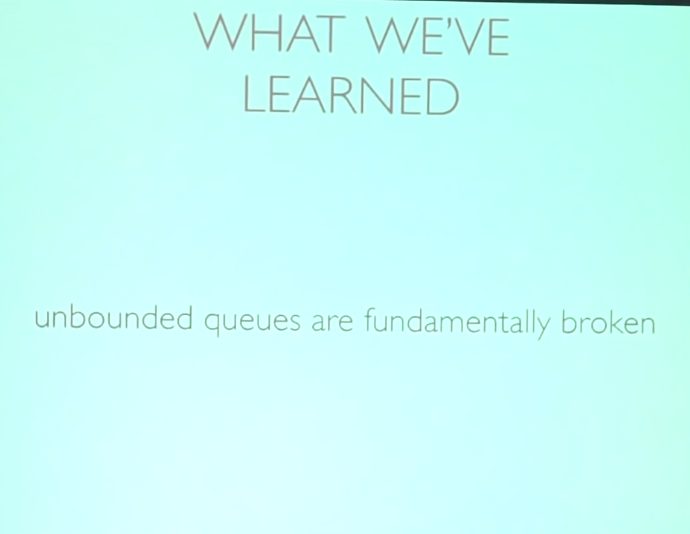 WHAT WE'VE
LEARNED
unbounded queues are fundamentally broken